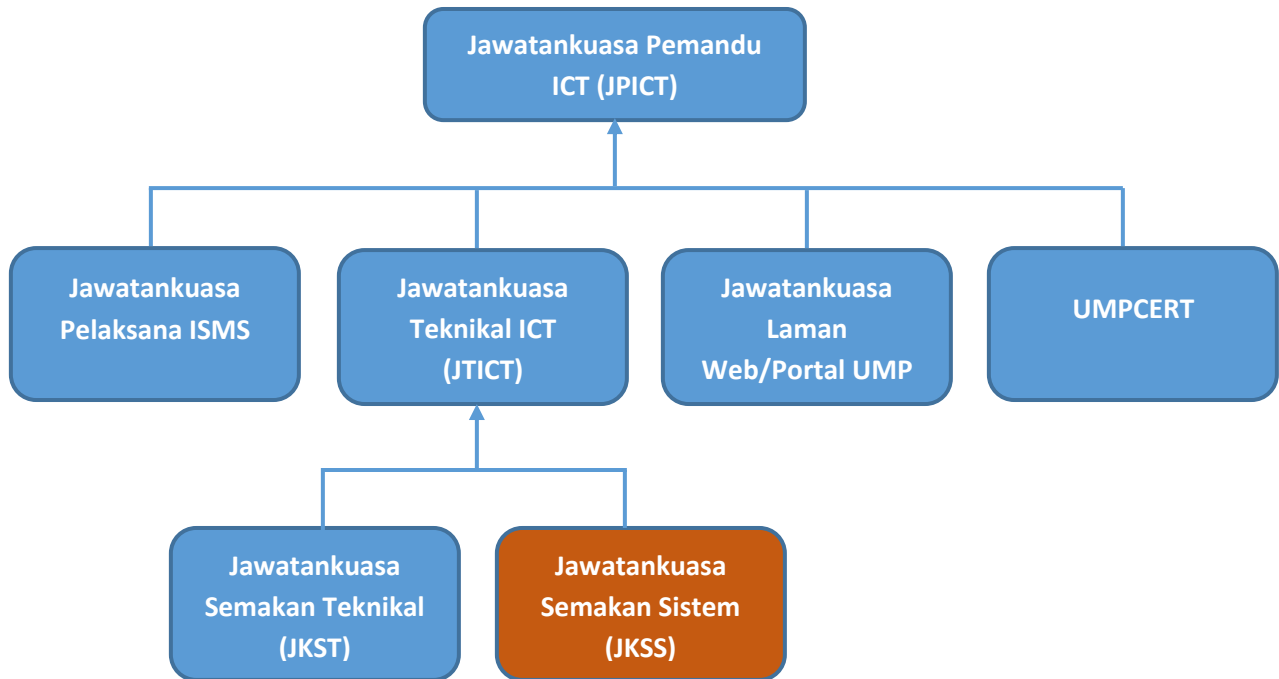 Jawatankuasa Pemandu
ICT (JPICT)
Jawatankuasa
Pelaksana ISMS
Jawatankuasa
Teknikal ICT
(JTICT)
Jawatankuasa
Laman
Web/Portal UMP
UMPCERT
Jawatankuasa
Semakan Teknikal
(JKST)
Jawatankuasa
Semakan Sistem
(JKSS)